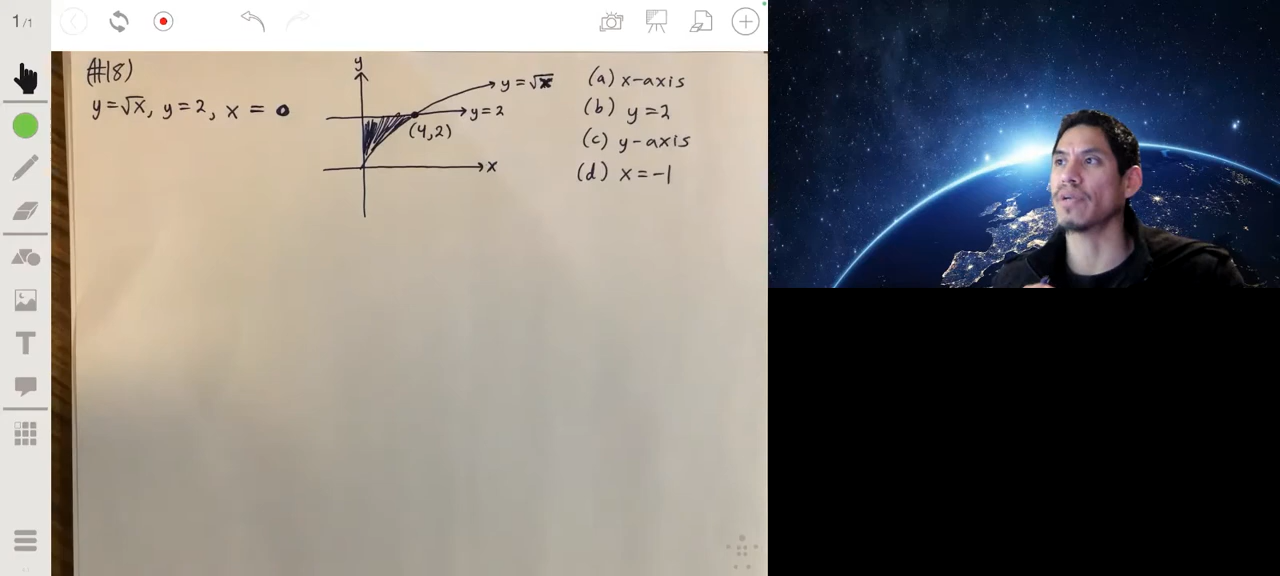 1/1
(#18)
y=√x, y=2, x = 0
y
y=√x
y=2
(4,2)
x
(a) x-axis
(b) y=2
(c) y-axis
(d) x=-1
T